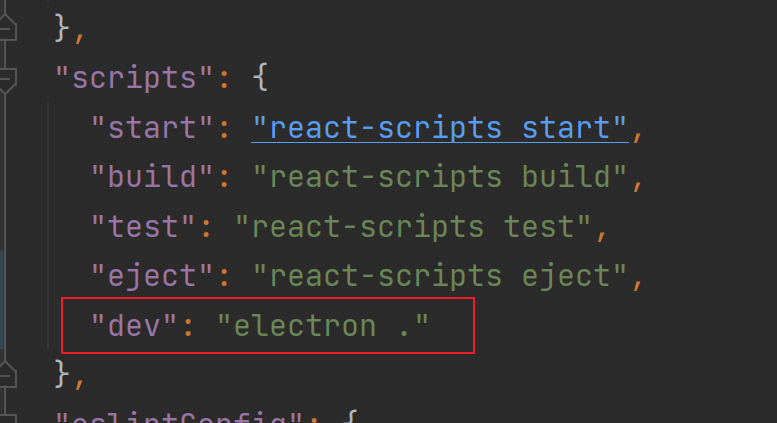 },
"scripts": {
"start": "react-scripts start",
"build": "react-scripts build",
"test": "react-scripts test",
"eject": "react-scripts eject",
"dev": "electron ."
},
"eslintConfig": {